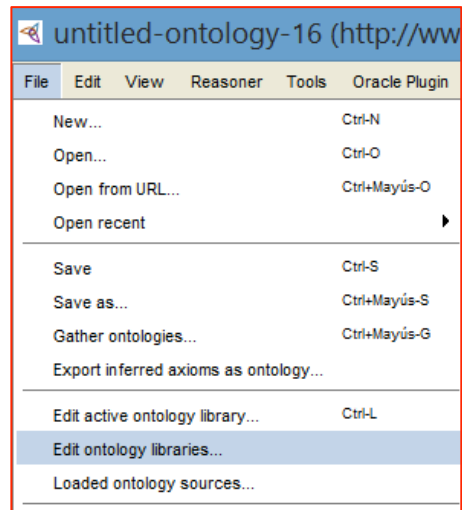 untitled-ontology-16 (http://ww
File Edit View Reasoner Tools Oracle Plugin
New... Ctrl-N
Open... Ctrl-O
Open from URL... Ctrl+Mayús-O
Open recent
Save Ctrl-S
Save as... Ctrl+Mayús-S
Gather ontologies... Ctrl+Mayús-G
Export inferred axioms as ontology...
Edit active ontology library... Ctrl-L
Edit ontology libraries...
Loaded ontology sources...